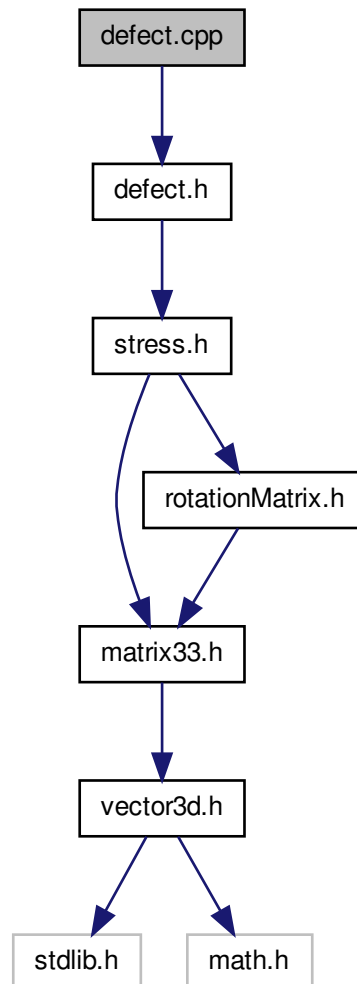 defect.cpp
defect.h
stress.h
rotationMatrix.h
matrix33.h
vector3d.h
stdlib.h
math.h